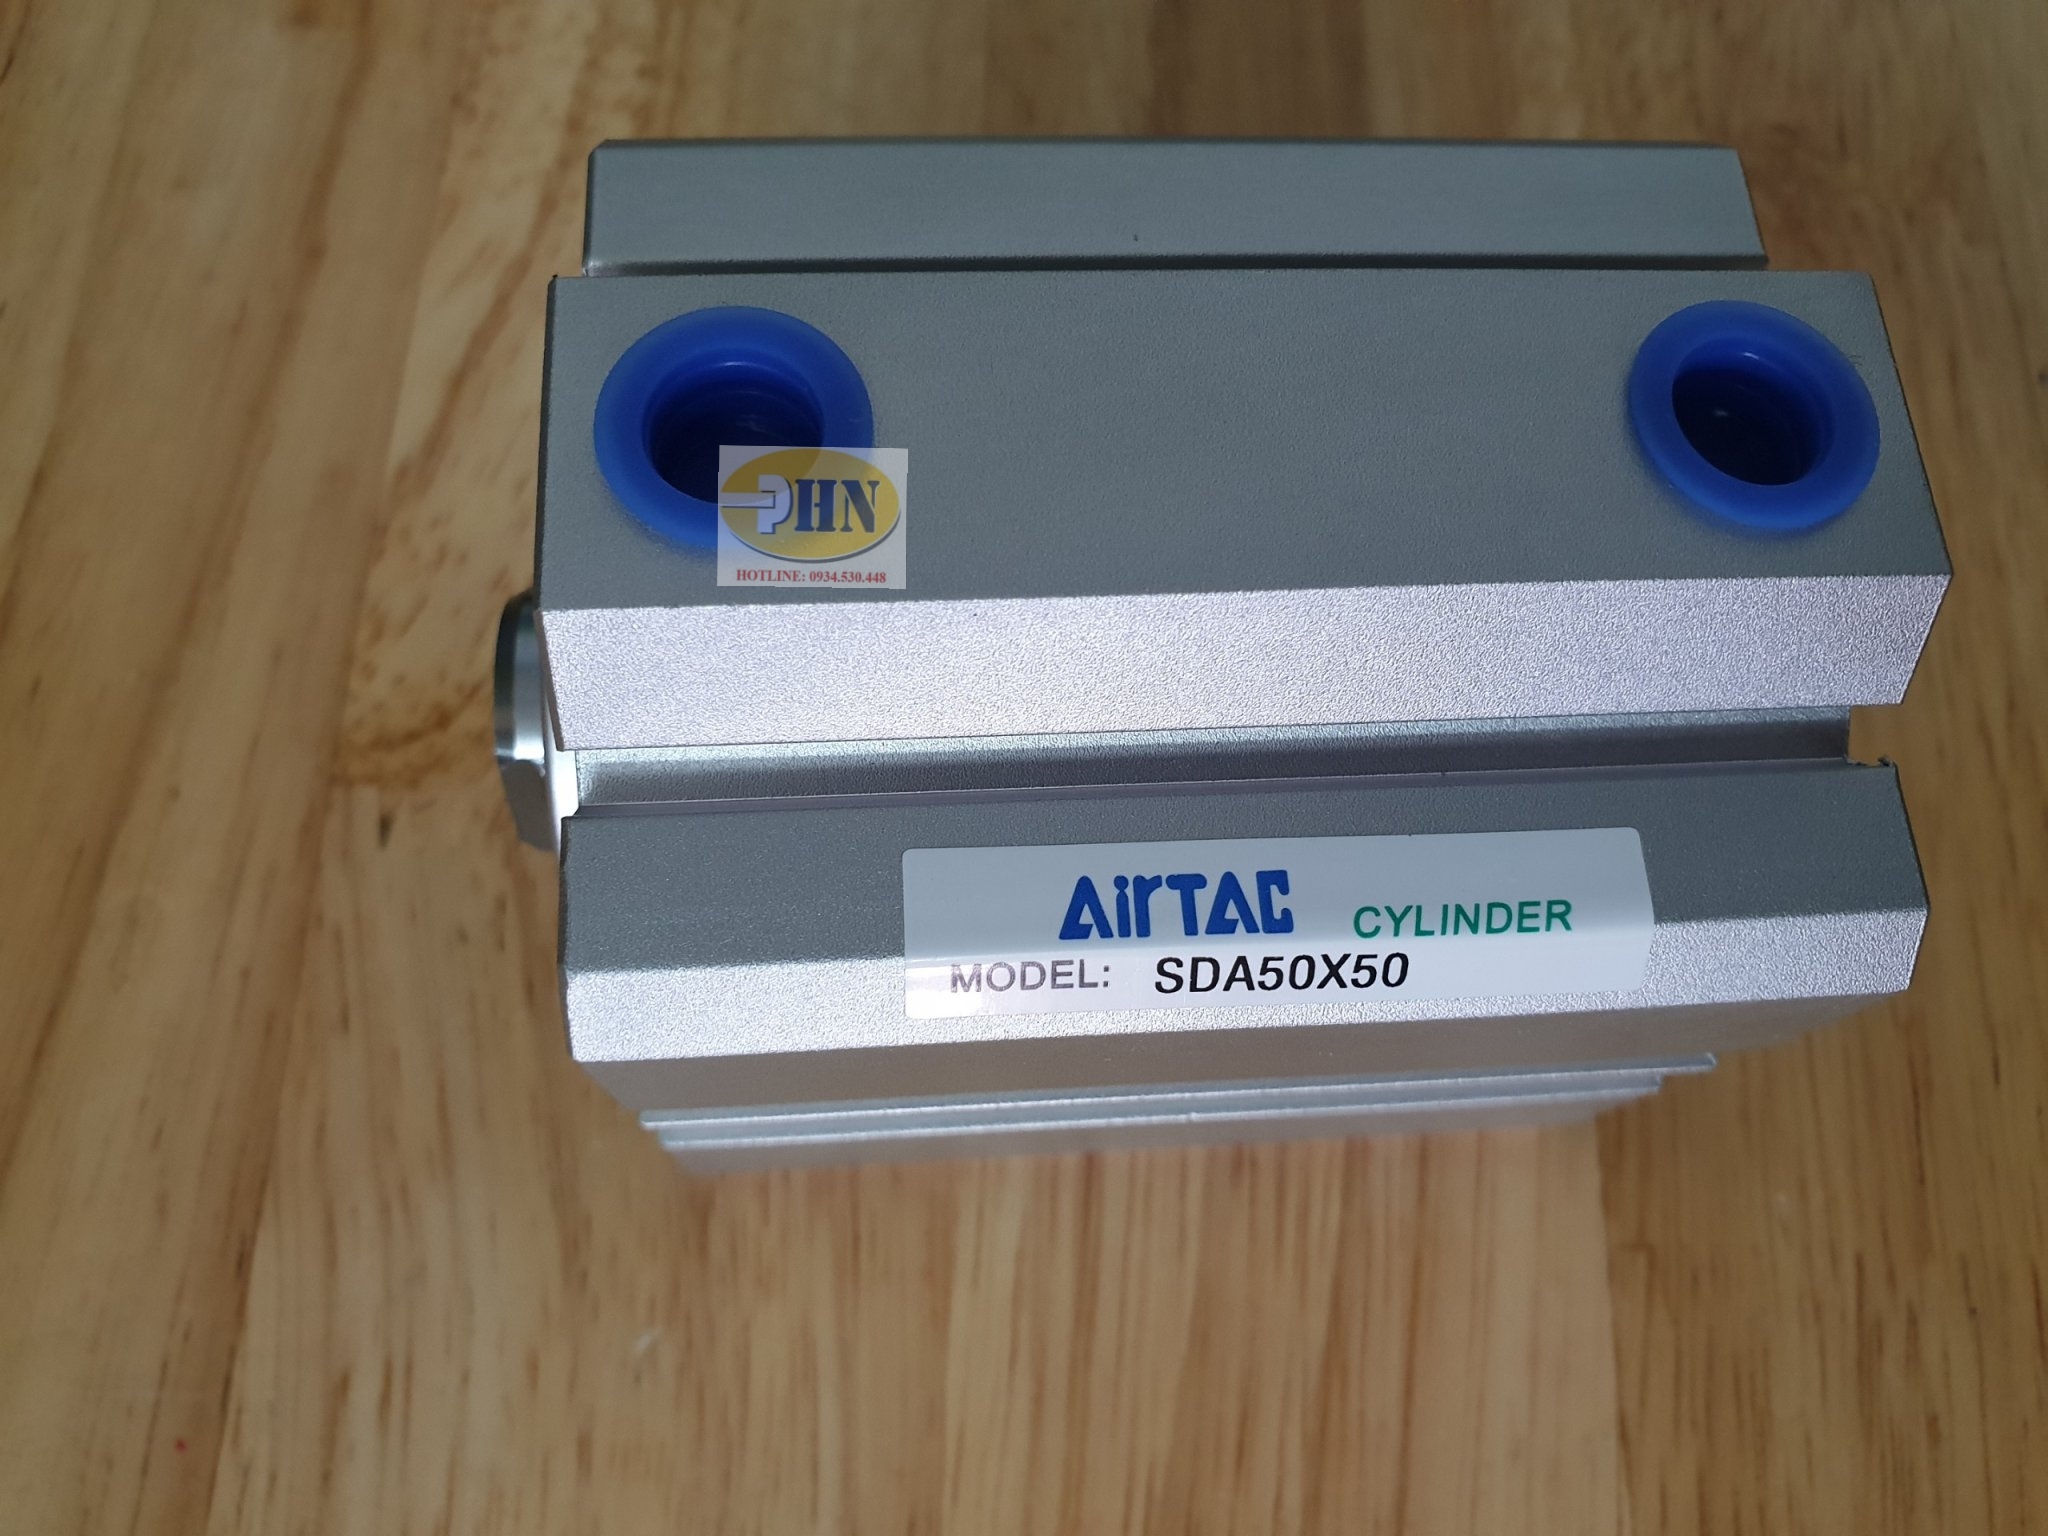 PHN
HOTLINE: 0934.530.448
AirTAC CYLINDER
MODEL: SDA50X50